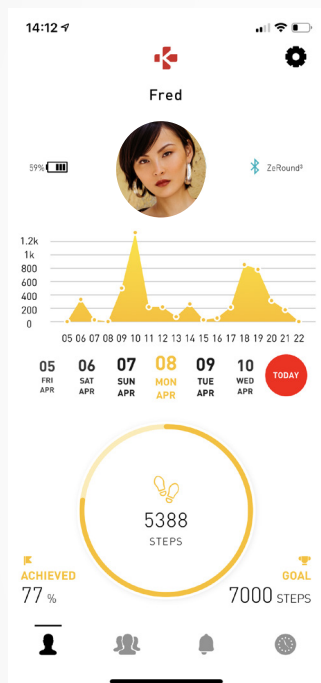 14:12
Fred
59%
ZeRound³
1.2k
1k
800
600
400
200
0
05 06 07 08 09 10 11 12 13 14 15 16 17 18 19 20 21 22
05 06 07 08 09 10
FRI SAT SUN MON TUE WED
APR APR APR APR APR APR
TODAY
5388
STEPS
ACHIEVED
77 %
GOAL
7000 STEPS